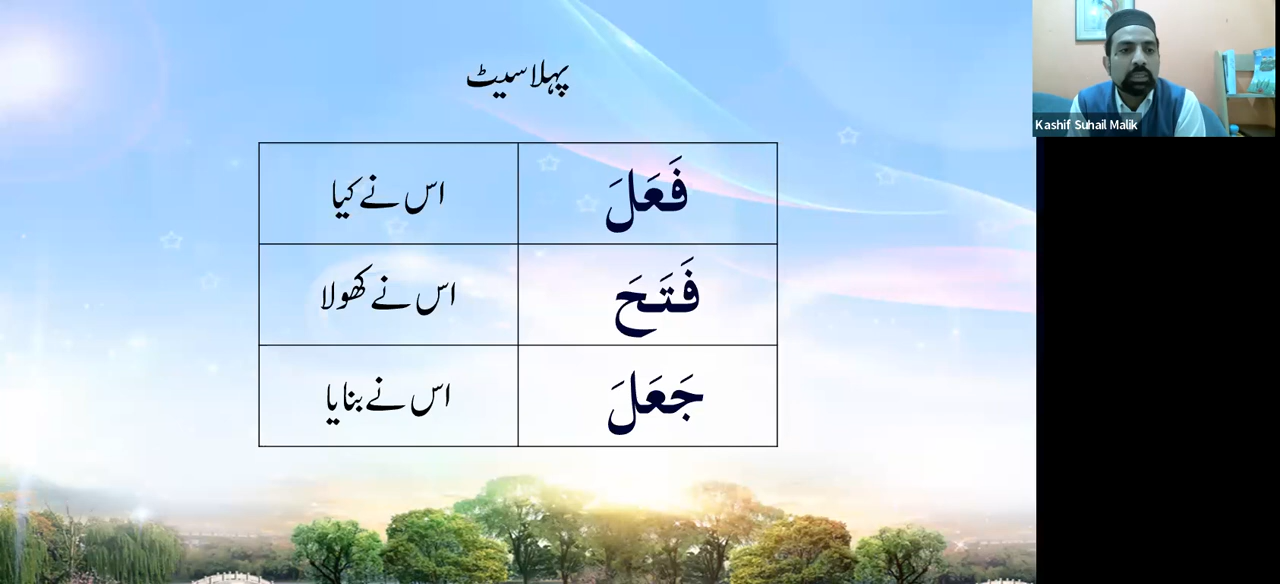 پہلا سیٹ
فَعَلَ اس نے کیا
فَتَحَ اس نے کھولا
جَعَلَ اس نے بنایا
Kashif Suhail Malik